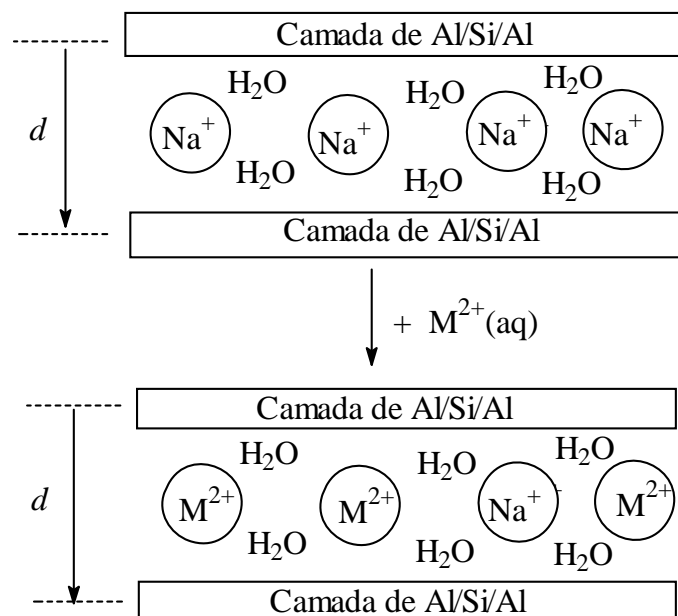 Camada de Al/Si/Al
H₂O H₂O H₂O
d Na⁺ Na⁺ Na⁺ Na⁺
H₂O H₂O H₂O
Camada de Al/Si/Al
+ M²⁺(aq)
Camada de Al/Si/Al
H₂O H₂O H₂O
d M²⁺ M²⁺ Na⁺ M²⁺
H₂O H₂O H₂O
Camada de Al/Si/Al